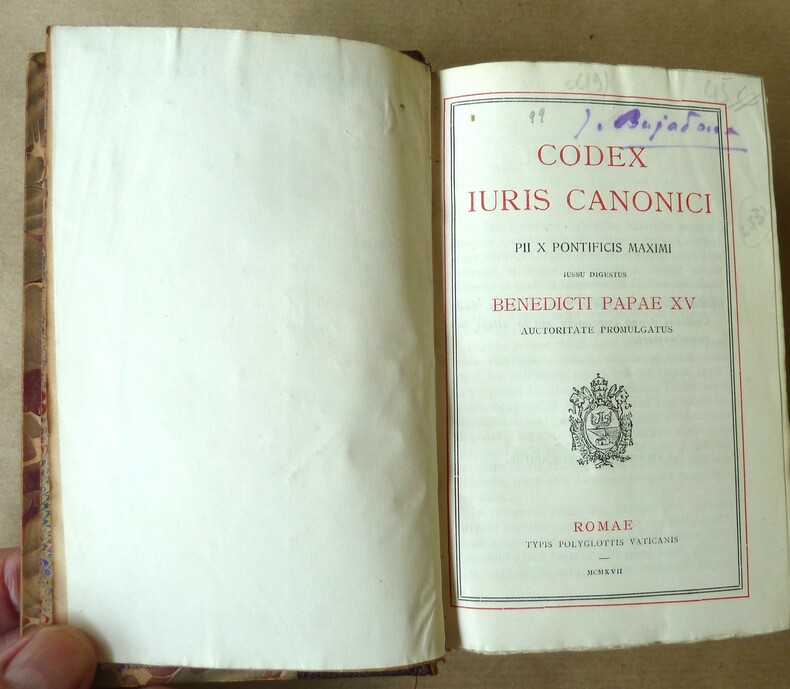 99
CODEX
IURIS CANONICI
PII X PONTIFICIS MAXIMI
IUSSU DIGESTUS
BENEDICTI PAPAE XV
AUCTORITATE PROMULGATUS
ROMAE
TYPIS POLYGLOTTIS VATICANIS
MCMXVII